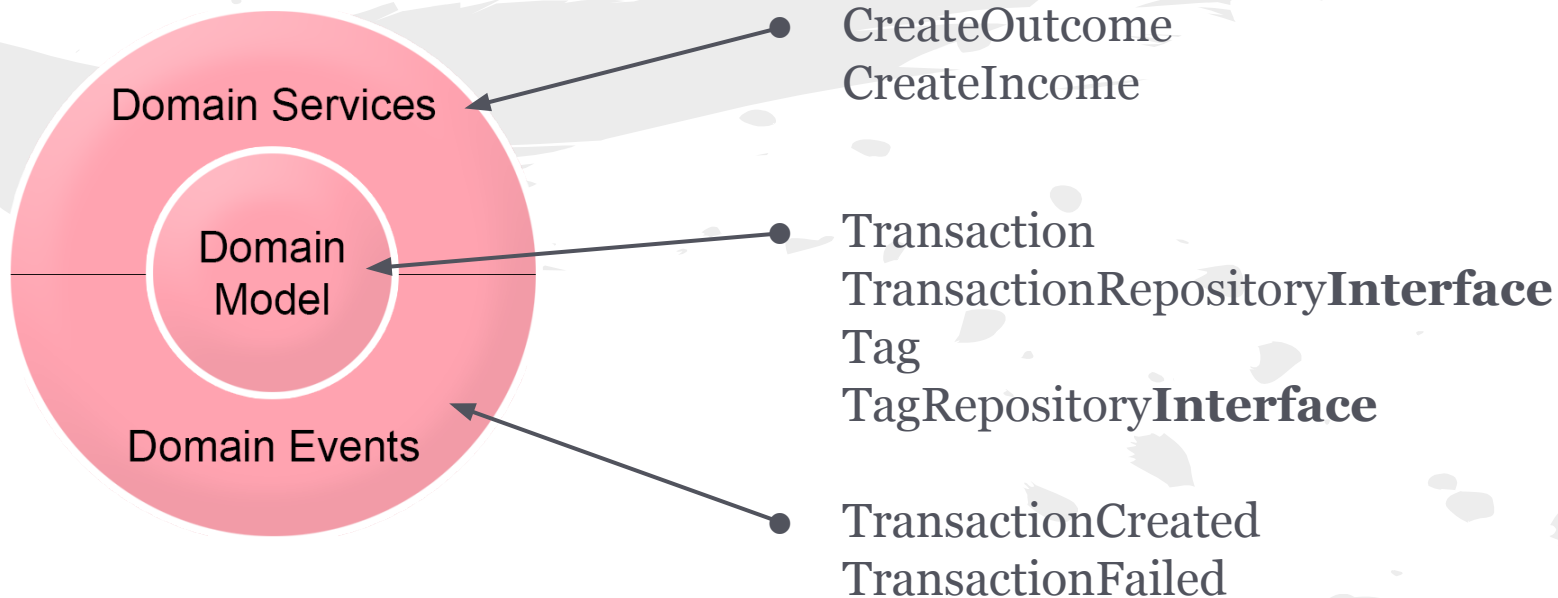 Domain Services
Domain
Model
Domain Events
CreateOutcome
CreateIncome
Transaction
TransactionRepositoryInterface
Tag
TagRepositoryInterface
TransactionCreated
TransactionFailed